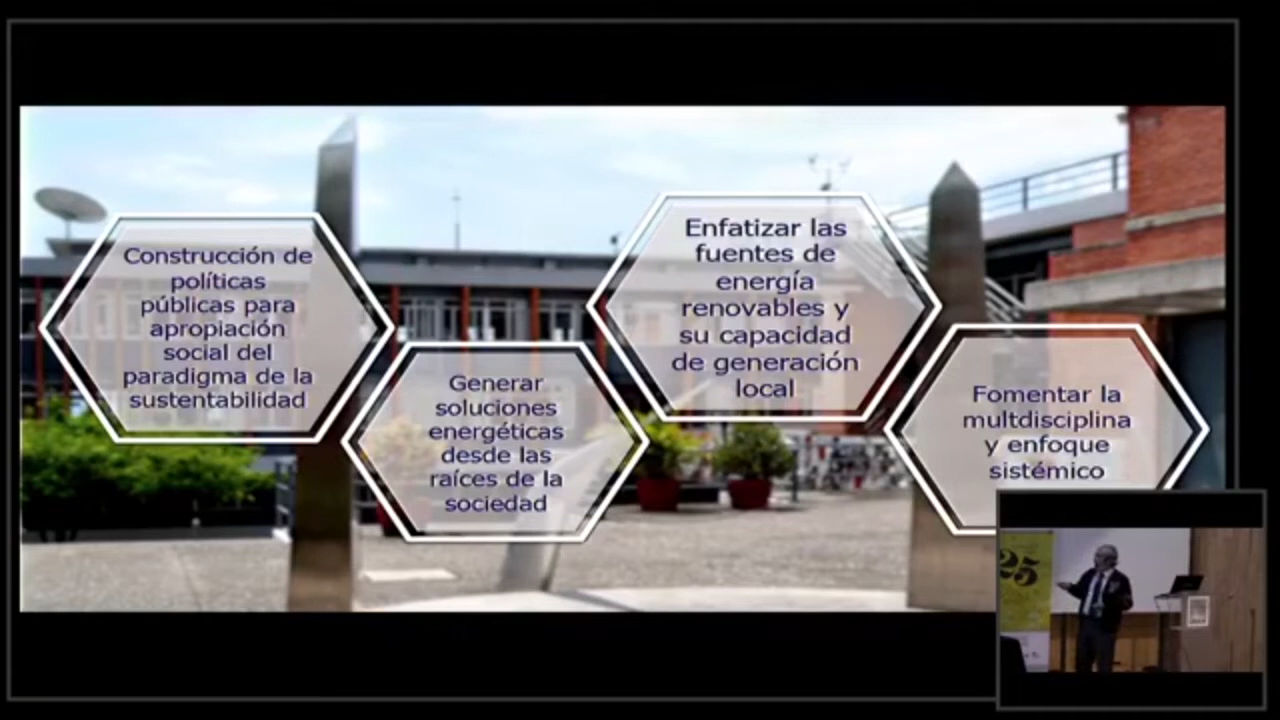 Construcción de
políticas
públicas para
apropiación
social del
paradigma de la
sustentabilidad
Generar
soluciones
energéticas
desde las
raíces de la
sociedad
Enfatizar las
fuentes de
energía
renovables y
su capacidad
de generación
local
Fomentar la
multdisciplina
y enfoque
sistémico
25